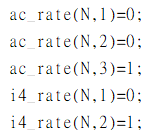 ac_rate(N,1)=0;
ac_rate(N,2)=0;
ac_rate(N,3)=1;
i4_rate(N,1)=0;
i4_rate(N,2)=1;